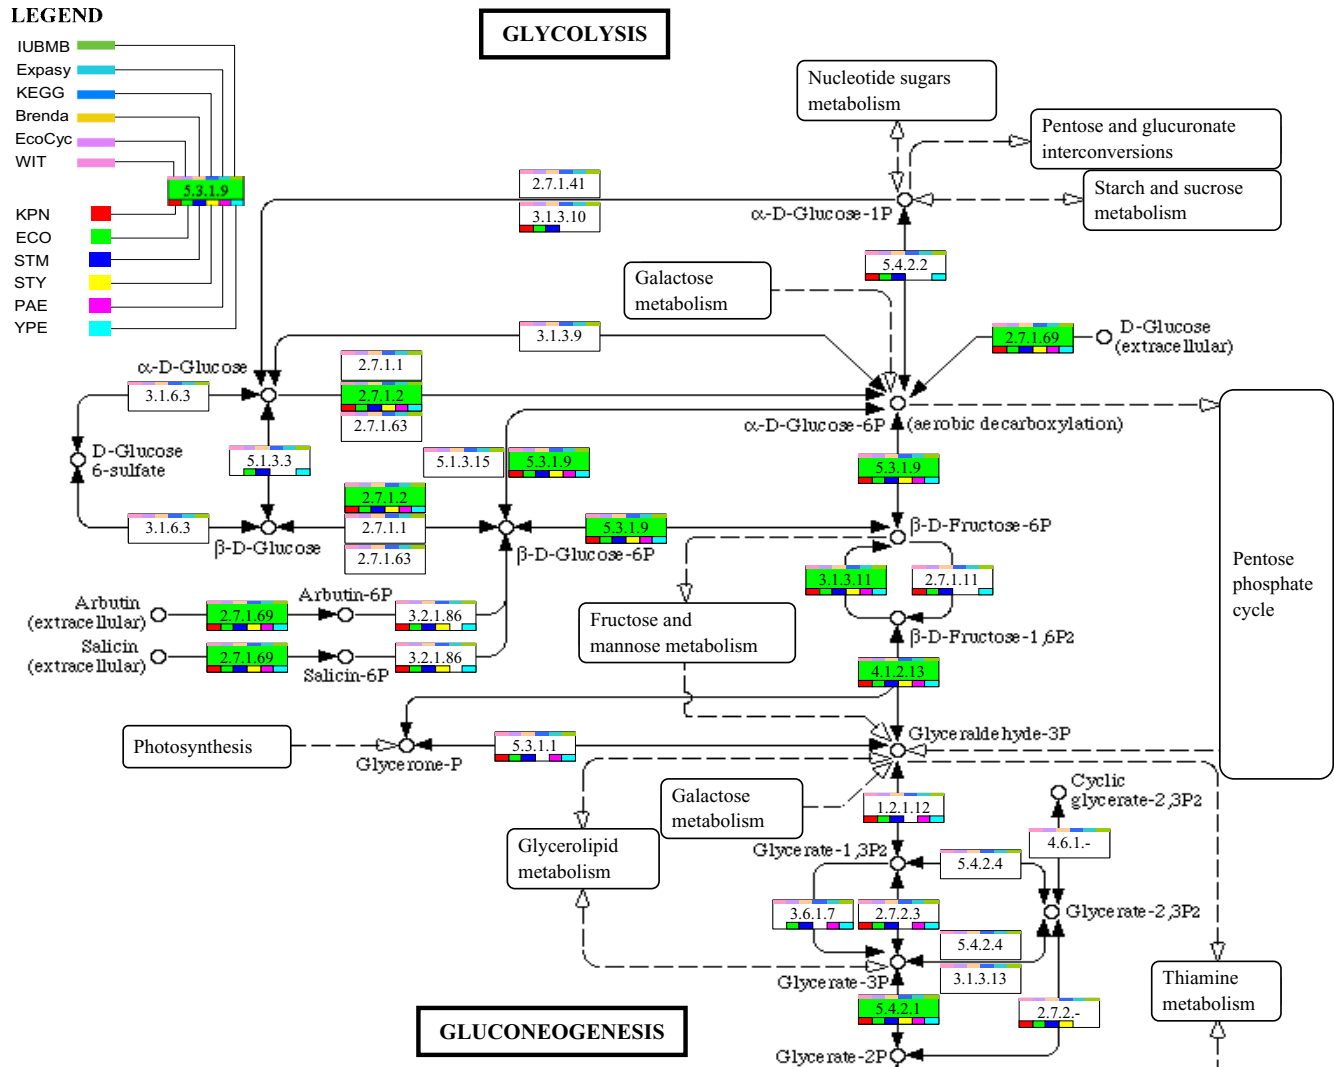 LEGEND
GLYCOLYSIS
IUBMB
Expasy
KEGG
Brenda
EcoCyc
WIT
5.3.1.9
KPN
ECO
STM
STY
PAE
YPE
Nucleotide sugars
metabolism
Pentose and glucuronate
interconversions
Starch and sucrose
metabolism
2.7.1.41
3.1.3.10
α-D-Glucose-1P
5.4.2.2
Galactose
metabolism
3.1.3.9
2.7.1.69
D-Glucose
(extracellular)
α-D-Glucose
2.7.1.1
2.7.1.2
2.7.1.63
3.1.6.3
α-D-Glucose-6P
(aerobic decarboxylation)
D-Glucose
6-sulfate
5.1.3.3
5.1.3.15
5.3.1.9
5.3.1.9
2.7.1.2
2.7.1.1
2.7.1.63
3.1.6.3
β-D-Glucose
β-D-Glucose-6P
5.3.1.9
β-D-Fructose-6P
Pentose
phosphate
cycle
3.1.3.11
2.7.1.11
Arbutin
(extracellular)
2.7.1.69
Arbutin-6P
3.2.1.86
Salicin
(extracellular)
2.7.1.69
Salicin-6P
3.2.1.86
Fructose and
mannose metabolism
β-D-Fructose-1,6P2
4.1.2.13
Photosynthesis
Glycerone-P
5.3.1.1
Glyceraldehyde-3P
Galactose
metabolism
1.2.1.12
Cyclic
glycerate-2,3P2
Glycerolipid
metabolism
Glycerate-1,3P2
5.4.2.4
4.6.1.-
3.6.1.7
2.7.2.3
Glycerate-2,3P2
5.4.2.4
3.1.3.13
Glycerate-3P
Thiamine
metabolism
5.4.2.1
2.7.2.-
GLUCONEOGENESIS
Glycerate-2P